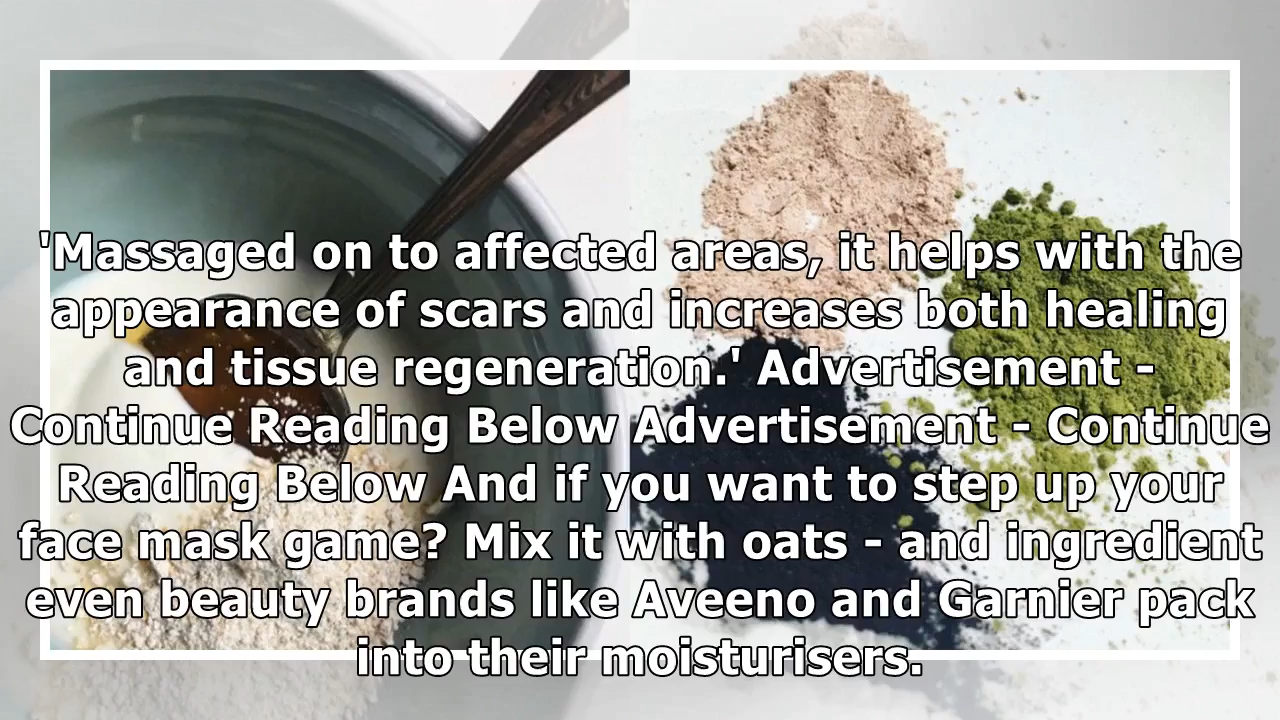 'Massaged on to affected areas, it helps with the
appearance of scars and increases both healing
and tissue regeneration.' Advertisement -
Continue Reading Below Advertisement - Continue
Reading Below And if you want to step up your
face mask game? Mix it with oats - and ingredient
even beauty brands like Aveeno and Garnier pack
into their moisturisers.